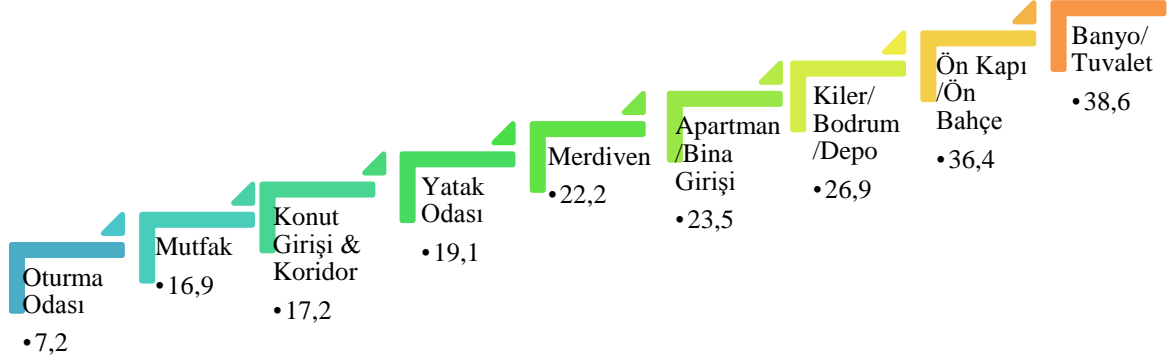 Oturma
Odası
•7,2
Mutfak
•16,9
Konut
Girişi &
Koridor
•17,2
Yatak
Odası
•19,1
Merdiven
•22,2
Apartman
/Bina
Girişi
•23,5
Kiler/
Bodrum
/Depo
•26,9
Ön Kapı
/Ön
Bahçe
•36,4
Banyo/
Tuvalet
•38,6